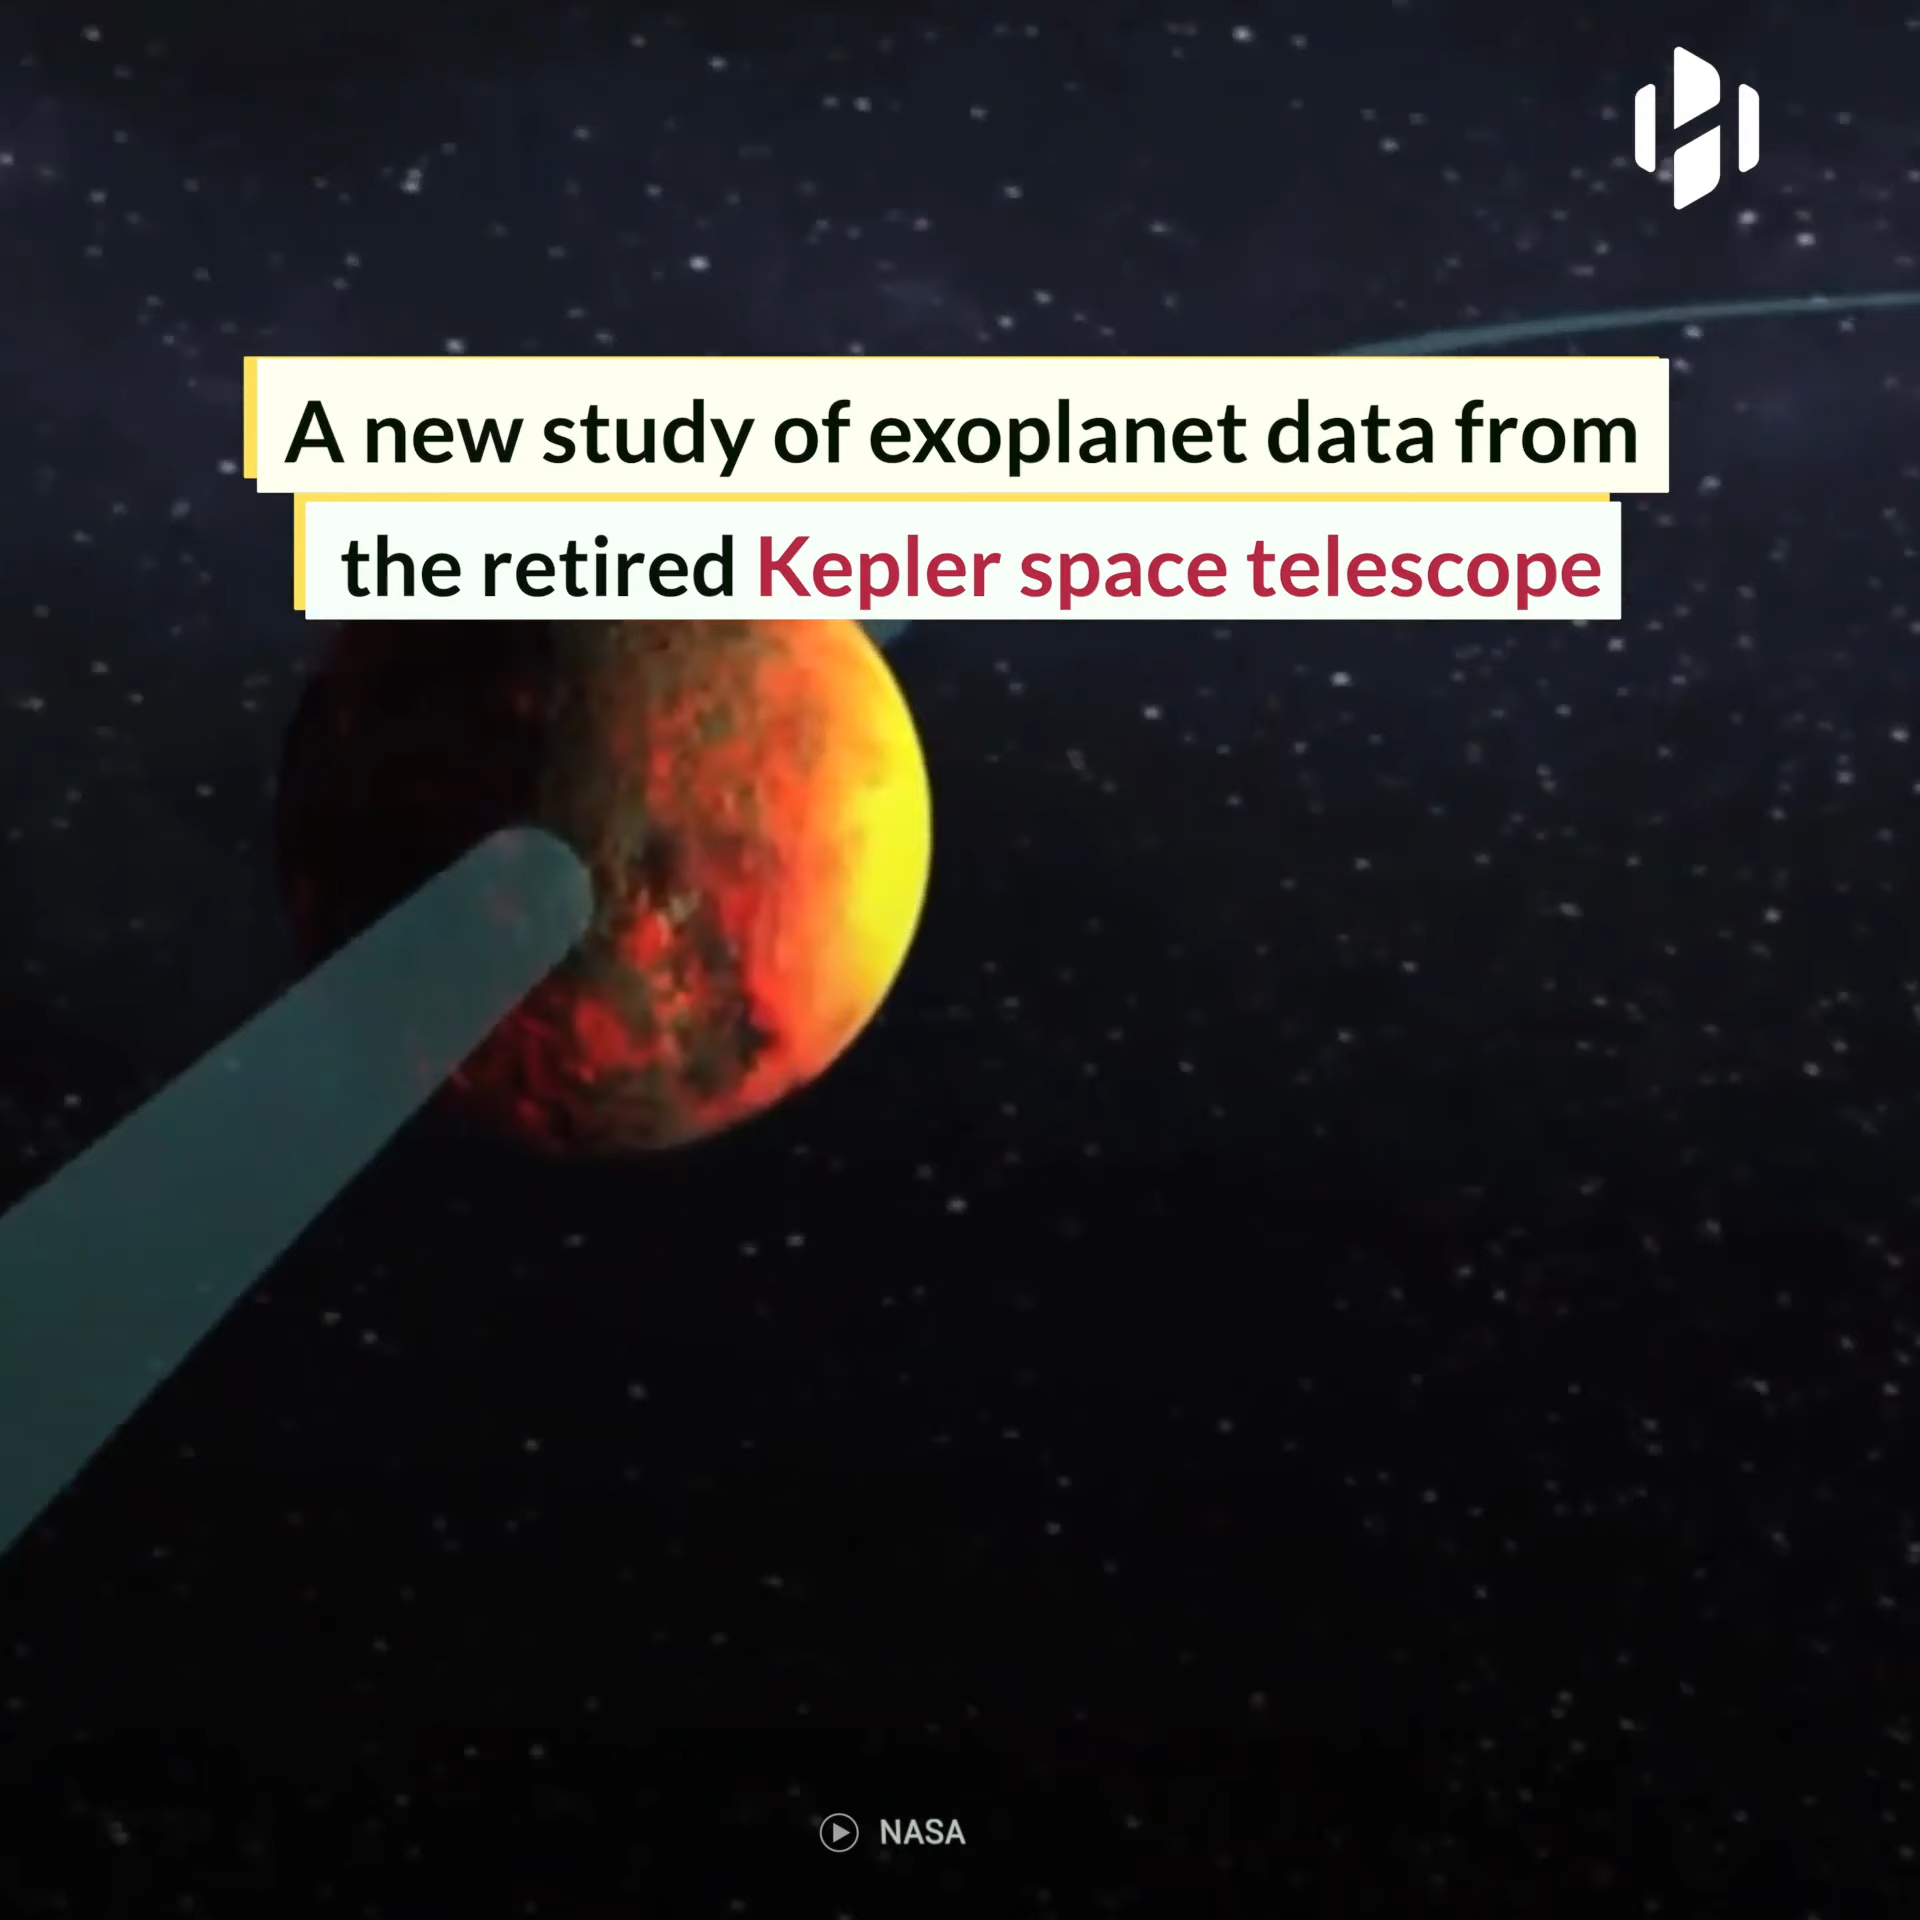 A new study of exoplanet data from
the retired Kepler space telescope
NASA